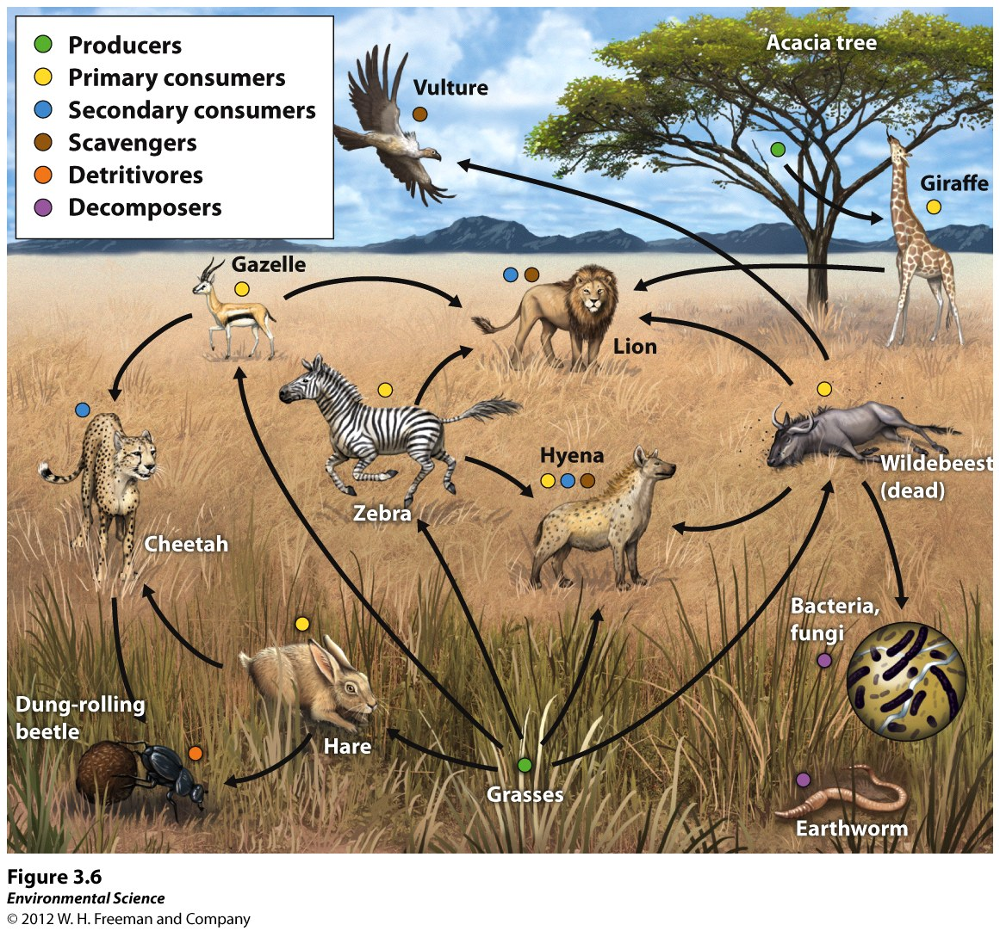 Producers
Primary consumers
Secondary consumers
Scavengers
Detritivores
Decomposers
Acacia tree
Vulture
Giraffe
Gazelle
Lion
Hyena
Wildebeest
(dead)
Zebra
Cheetah
Bacteria,
fungi
Dung-rolling
beetle
Hare
Grasses
Earthworm
Figure 3.6
Environmental Science
© 2012 W. H. Freeman and Company